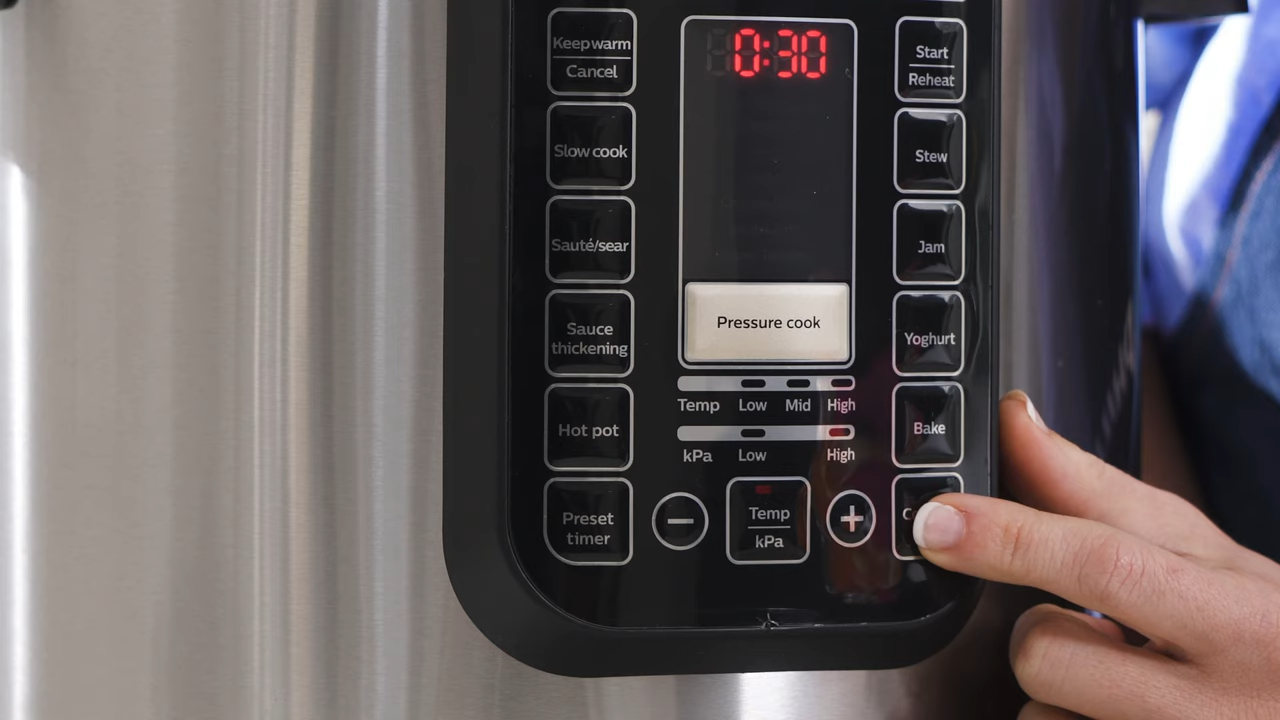 Keep warm
Cancel
Slow cook
Sauté/sear
Sauce
thickening
Hot pot
Preset
timer
0:30
Pressure cook
Temp Low Mid High
kPa Low High
−
Temp
kPa
+
Start
Reheat
Stew
Jam
Yoghurt
Bake